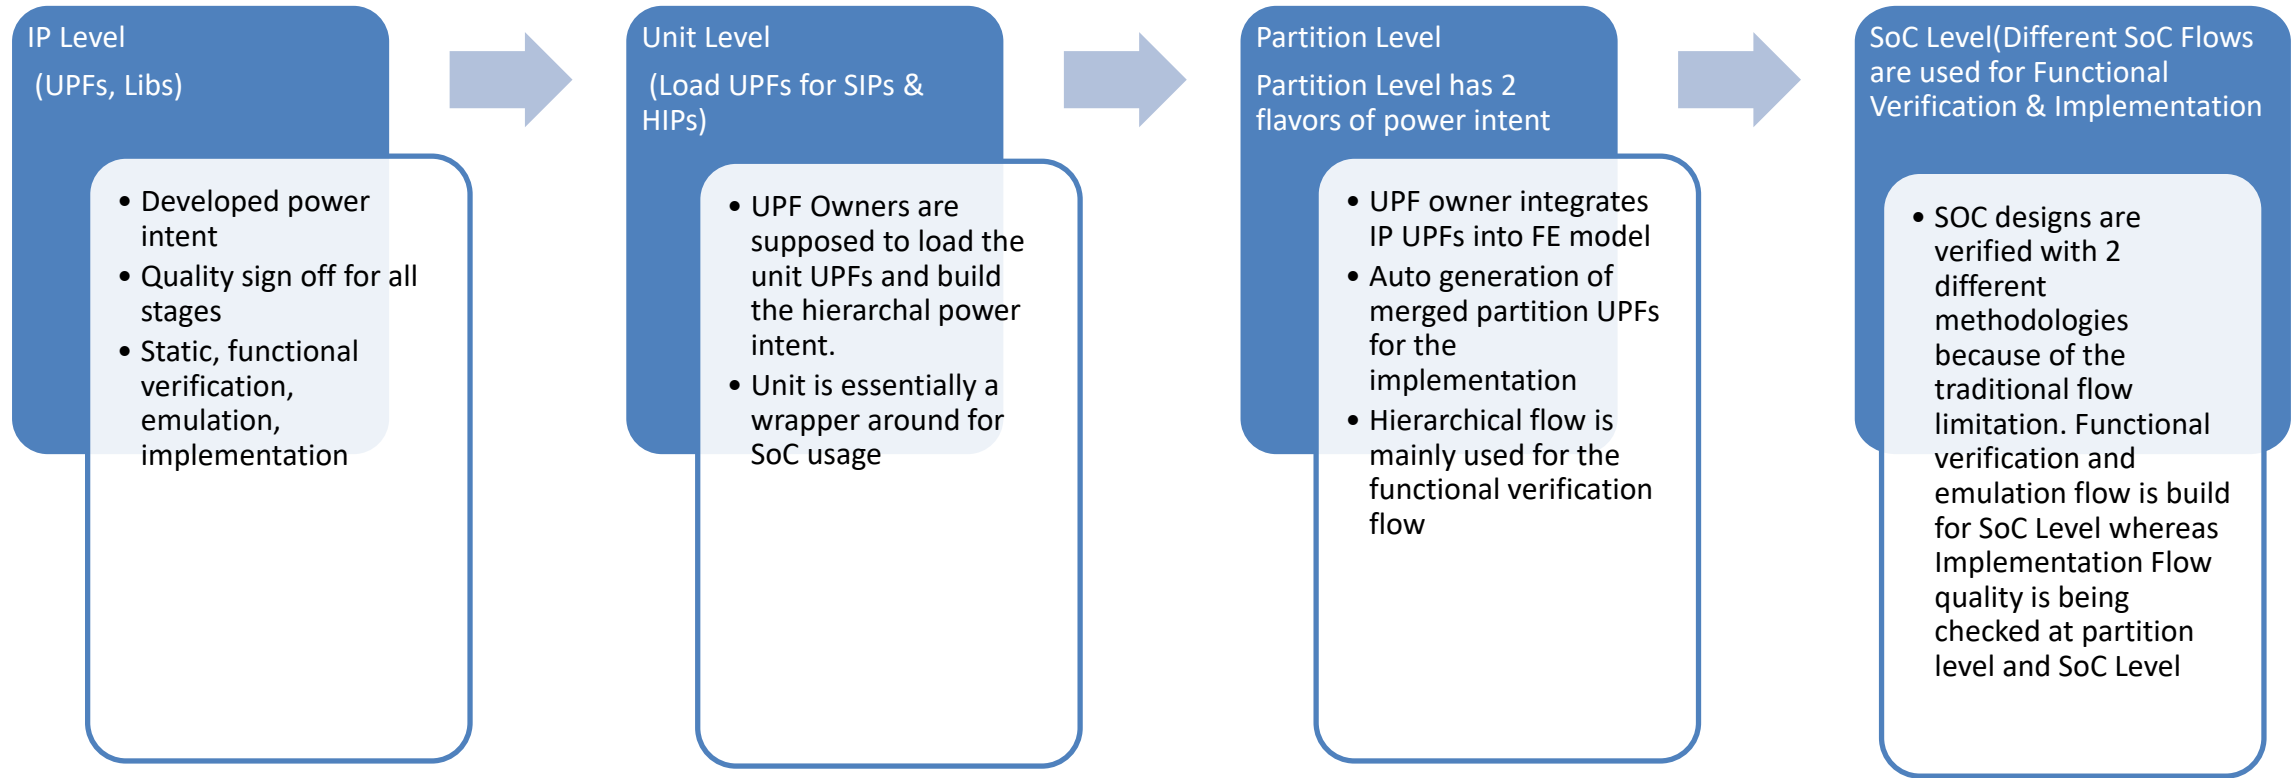 IP Level
(UPFs, Libs)
• Developed power
intent
• Quality sign off for all
stages
• Static, functional
verification,
emulation,
implementation
Unit Level
(Load UPFs for SIPs &
HIPs)
• UPF Owners are
supposed to load the
unit UPFs and build
the hierarchal power
intent.
• Unit is essentially a
wrapper around for
SoC usage
Partition Level
Partition Level has 2
flavors of power intent
• UPF owner integrates
IP UPFs into FE model
• Auto generation of
merged partition UPFs
for the
implementation
• Hierarchical flow is
mainly used for the
functional verification
flow
SoC Level(Different SoC Flows
are used for Functional
Verification & Implementation
• SOC designs are
verified with 2
different
methodologies
because of the
traditional flow
limitation. Functional
verification and
emulation flow is build
for SoC Level whereas
Implementation Flow
quality is being
checked at partition
level and SoC Level